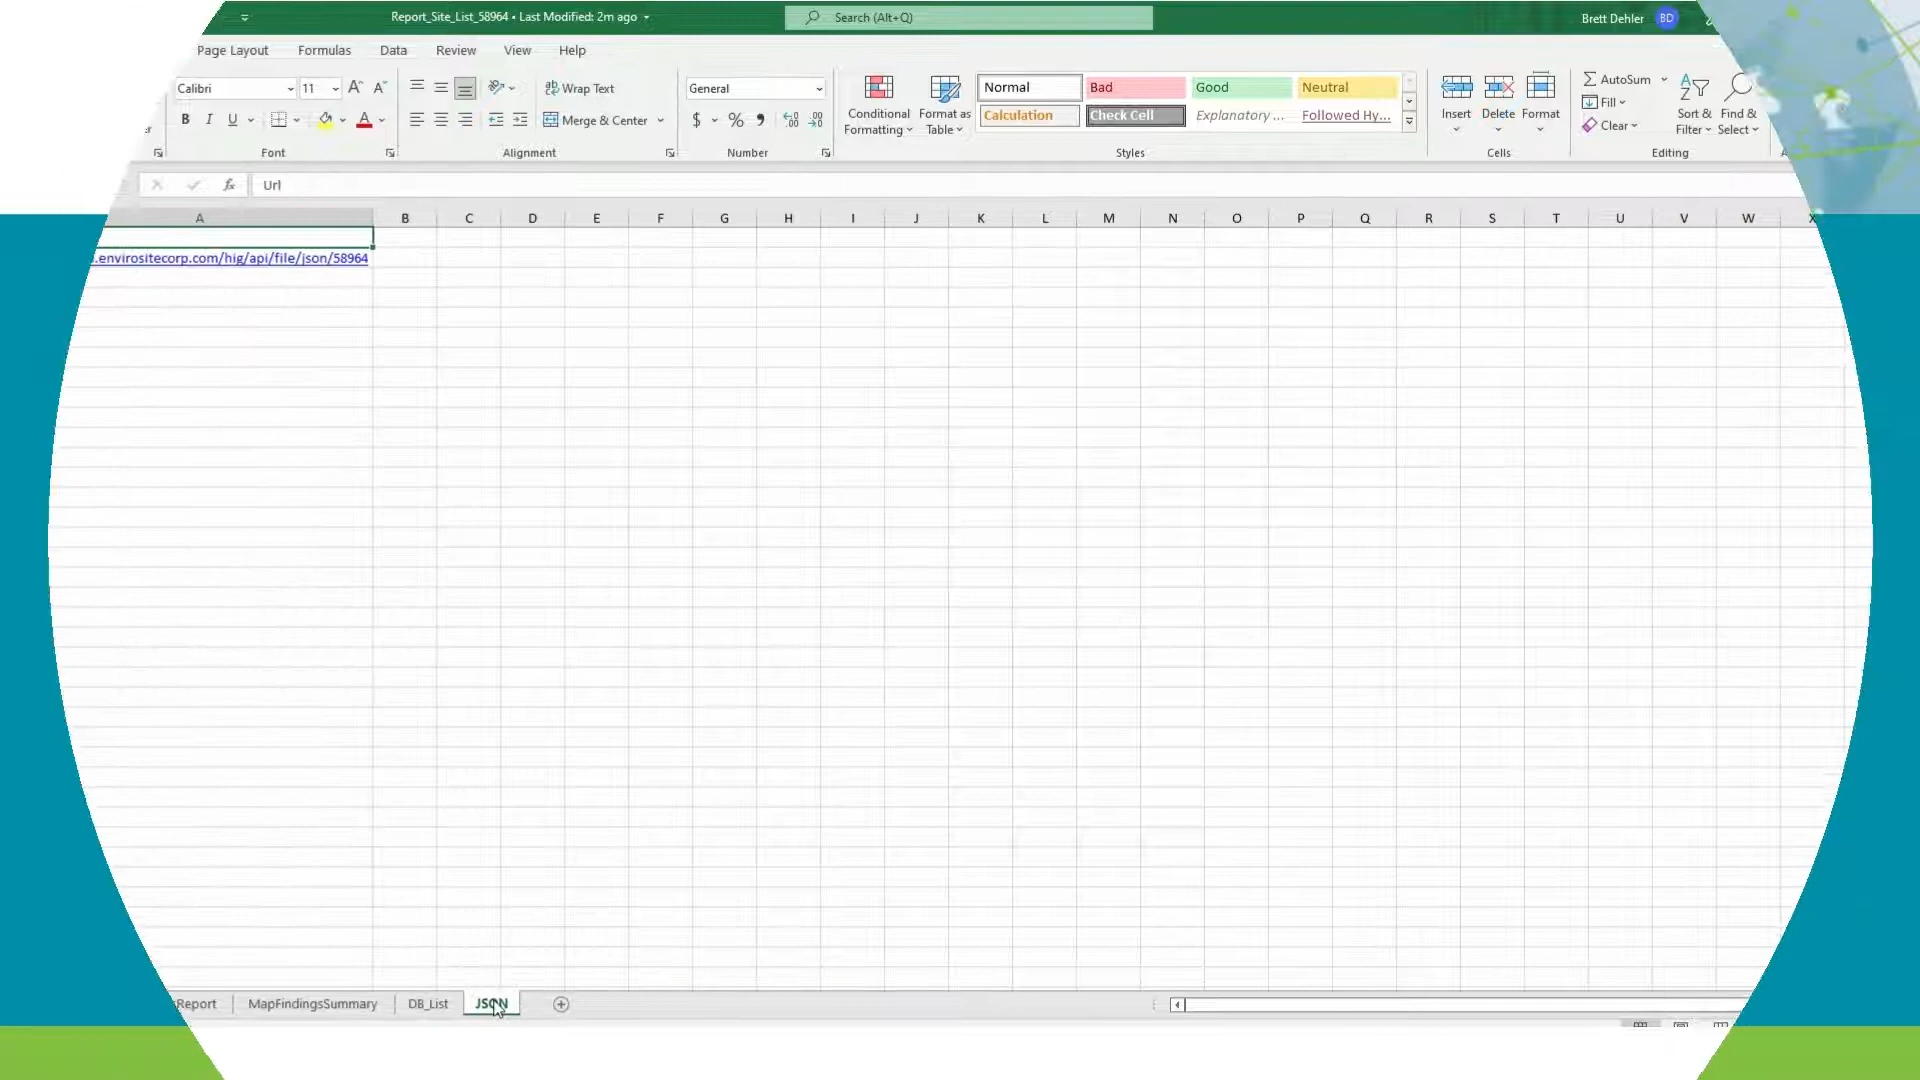 Report_Site_List_58964 • Last Modified: 2m ago
Search (Alt+Q)
Brett Dehler
BD
Page Layout
Formulas
Data
Review
View
Help
Calibri
11
Wrap Text
General
Conditional Formatting
Format as Table
Normal
Bad
Good
Neutral
Calculation
Check Cell
Explanatory ...
Followed Hy...
Insert
Delete
Format
AutoSum
Fill
Clear
Sort & Filter
Find & Select
B I U
A
Merge & Center
$ % 9
Font
Alignment
Number
Styles
Cells
Editing
fx
Url
A B C D E F G H I J K L M N O P Q R S T U V W X
.envirositecorp.com/hig/api/file/json/58964
Report
MapFindingsSummary
DB_List
JSON